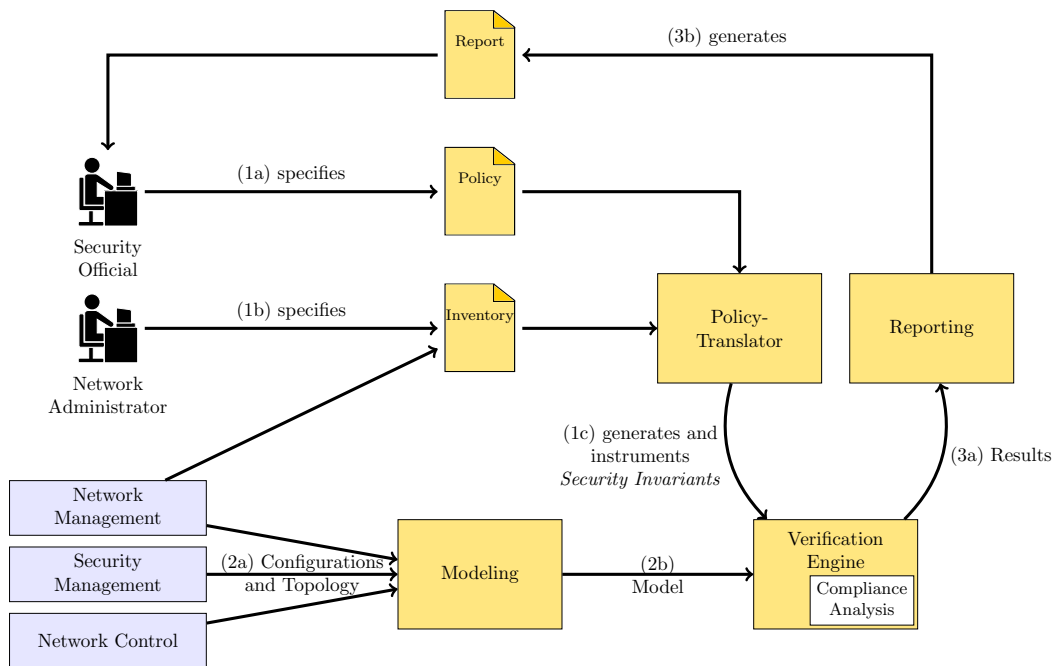 Report
(3b) generates
(1a) specifies
Policy
Security
Official
(1b) specifies
Inventory
Policy-
Translator
Reporting
Network
Administrator
(1c) generates and
instruments
Security Invariants
(3a) Results
Network
Management
Security
Management
Network Control
(2a) Configurations
and Topology
Modeling
(2b)
Model
Verification
Engine
Compliance
Analysis